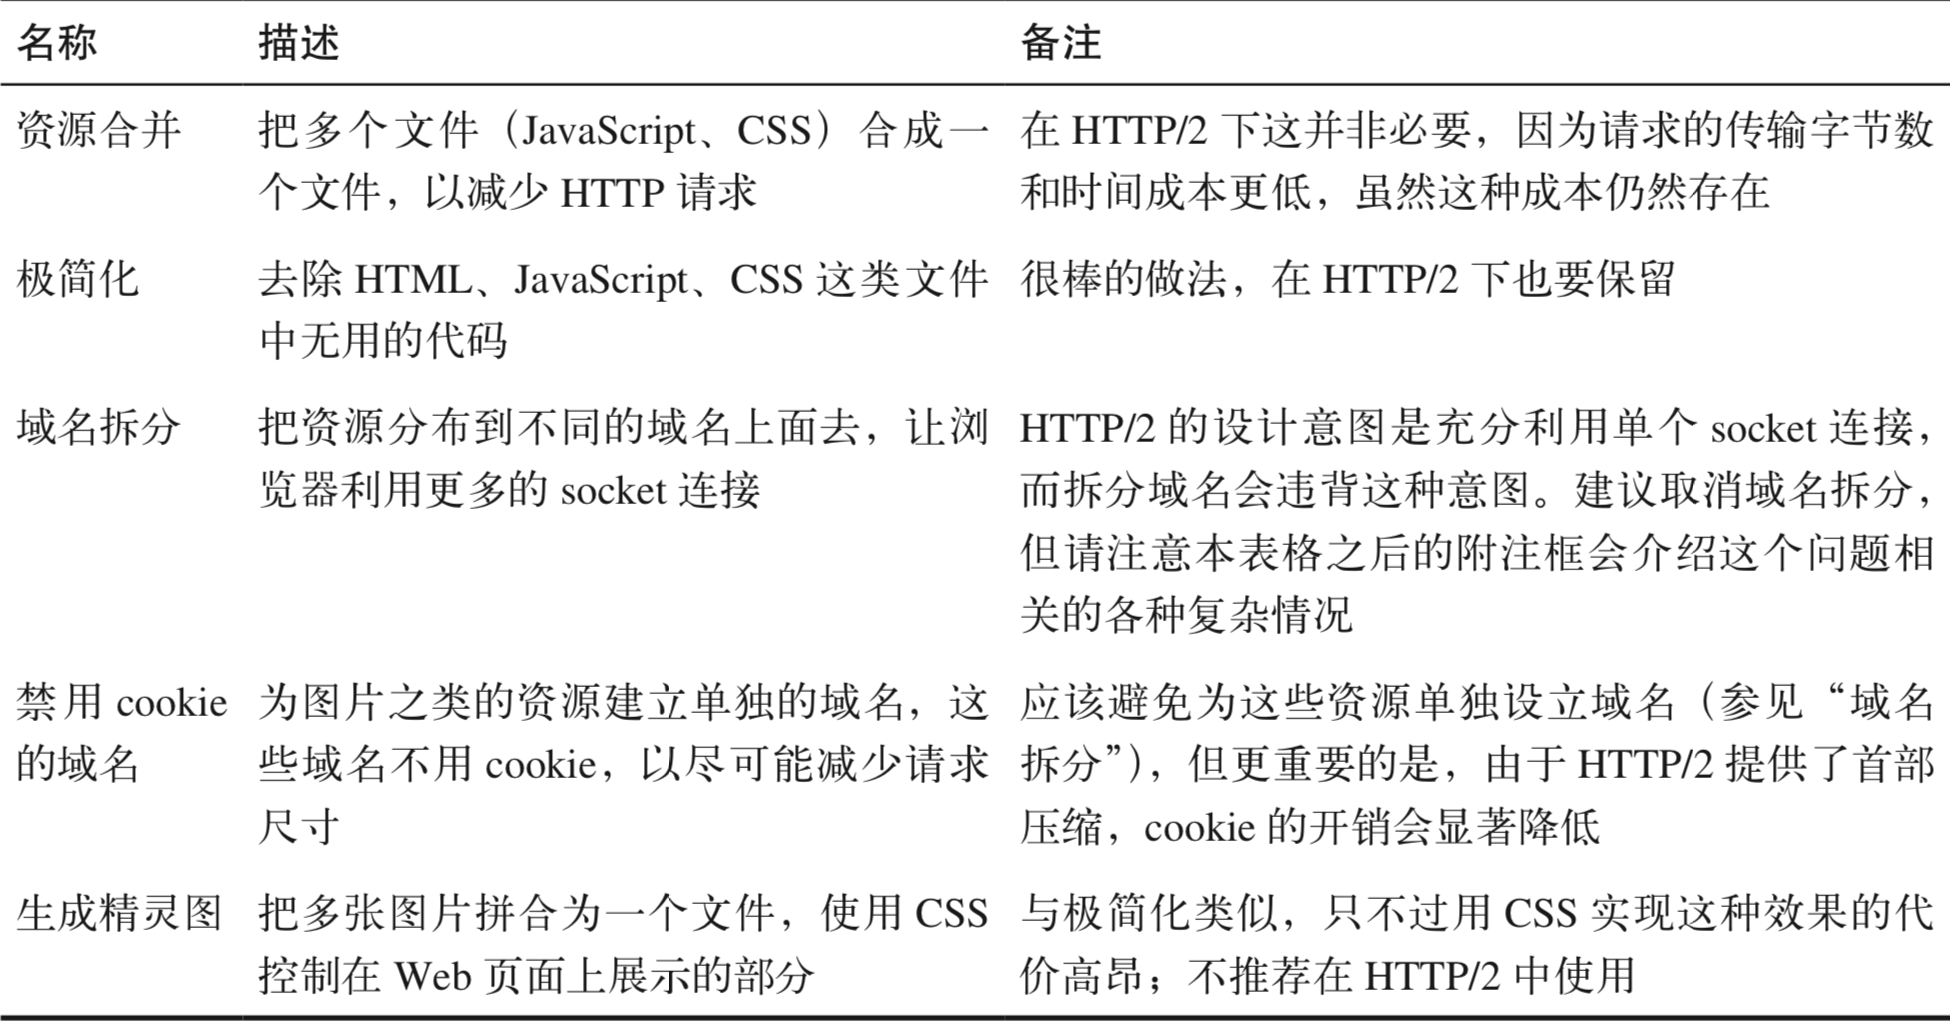 名称 描述 备注
资源合并 把多个文件（JavaScript、CSS）合成一 在 HTTP/2 下这并非必要，因为请求的传输字节数
个文件，以减少 HTTP 请求 和时间成本更低，虽然这种成本仍然存在
极简化 去除 HTML、JavaScript、CSS 这类文件 很棒的做法，在 HTTP/2 下也要保留
中无用的代码
域名拆分 把资源分布到不同的域名上面去，让浏 HTTP/2 的设计意图是充分利用单个 socket 连接，
览器利用更多的 socket 连接 而拆分域名会违背这种意图。建议取消域名拆分，
但请注意本表格之后的附注框会介绍这个问题相
关的各种复杂情况
禁用 cookie 为图片之类的资源建立单独的域名，这 应该避免为这些资源单独设立域名（参见“域名
的域名 些域名不用 cookie，以尽可能减少请求 拆分”），但更重要的是，由于 HTTP/2 提供了首部
尺寸 压缩，cookie 的开销会显著降低
生成精灵图 把多张图片拼合为一个文件，使用 CSS 与极简化类似，只不过用 CSS 实现这种效果的代
控制在 Web 页面上展示的部分 价高昂；不推荐在 HTTP/2 中使用